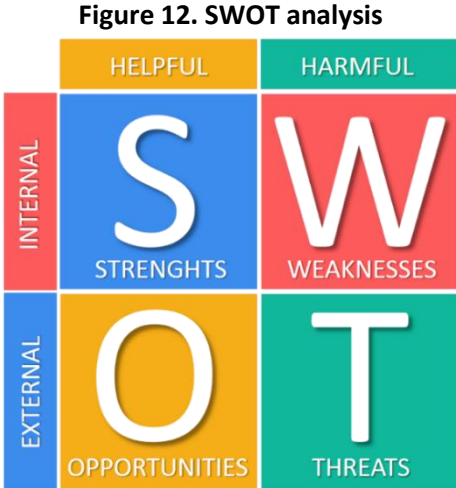 Figure 12. SWOT analysis
HELPFUL HARMFUL
INTERNAL
S W
STRENGHTS WEAKNESSES
EXTERNAL
O T
OPPORTUNITIES THREATS